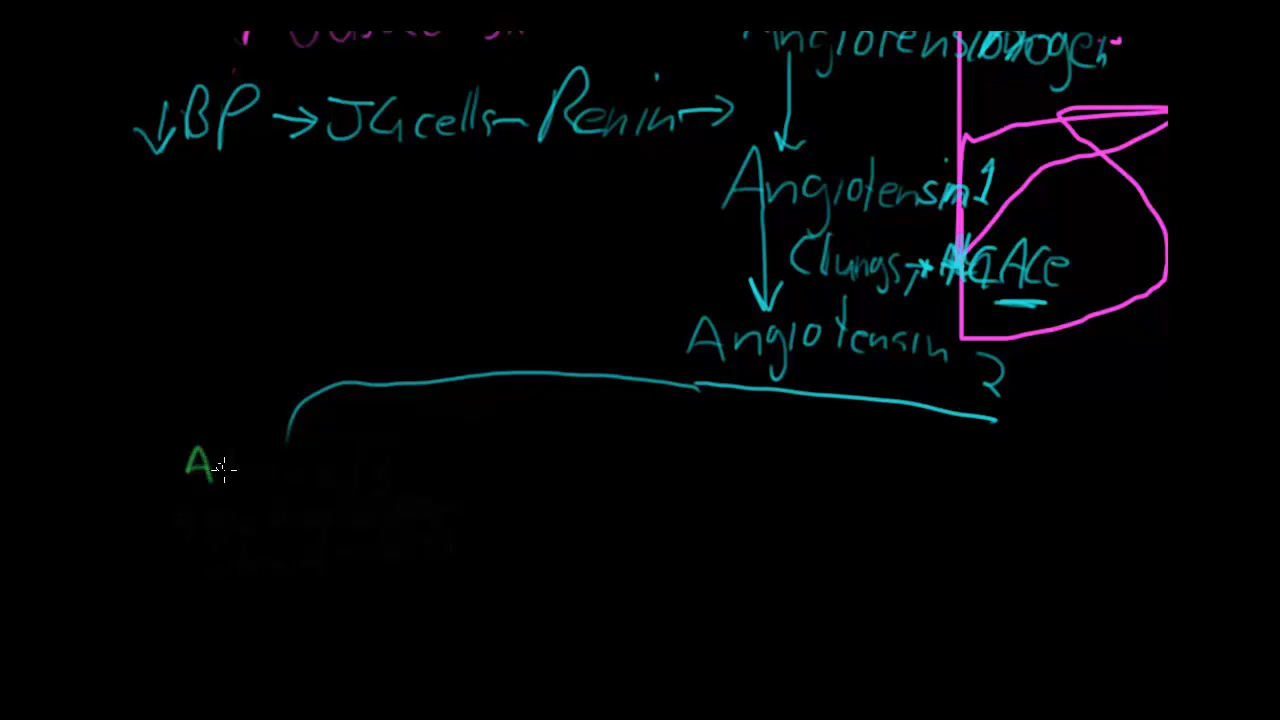 Angiotensinogen
↓BP → JG cells - Renin →
Angiotensin 1
(lungs, ACE
Angiotensin 2
A